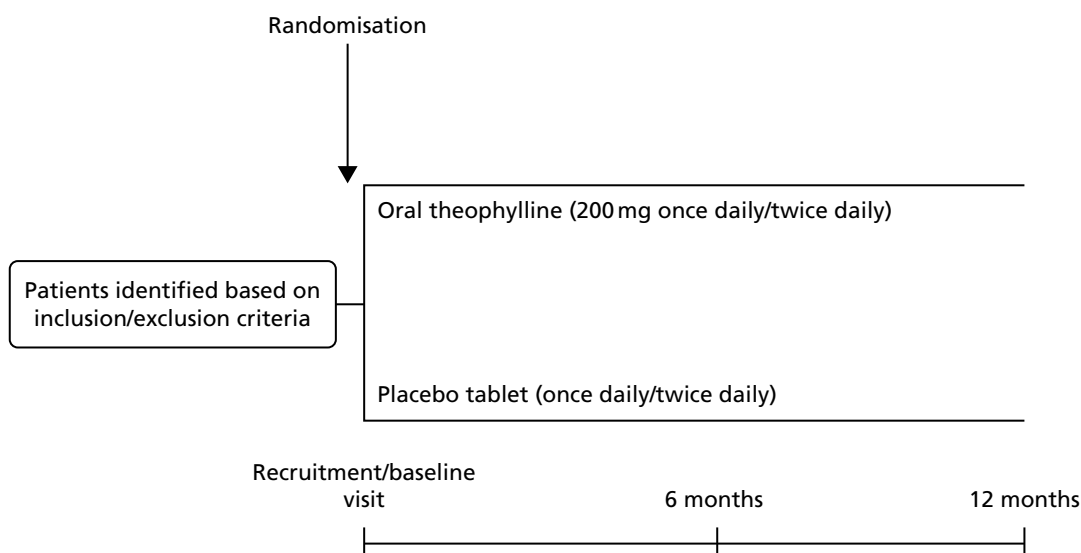 Randomisation
Oral theophylline (200 mg once daily/twice daily)
Patients identified based on
inclusion/exclusion criteria
Placebo tablet (once daily/twice daily)
Recruitment/baseline
visit
6 months
12 months